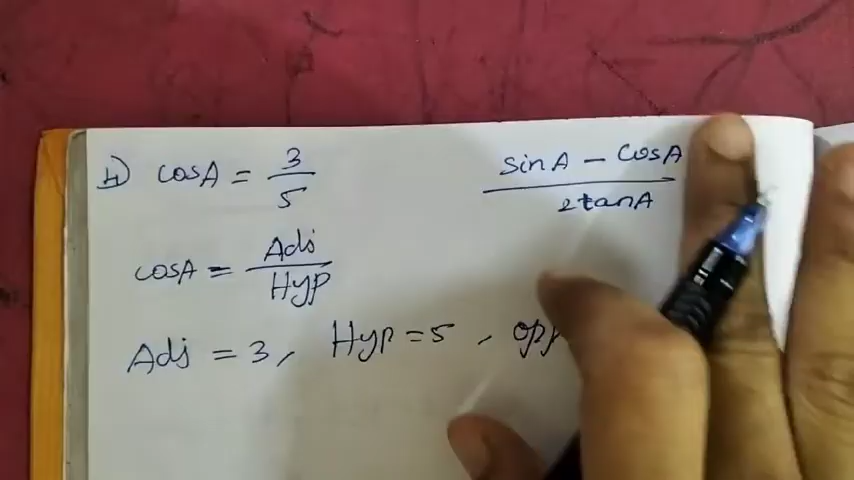 4) cosA = 3/5
sinA - cosA / 2tanA
cosA = Adj/Hyp
Adj = 3, Hyp = 5, opp